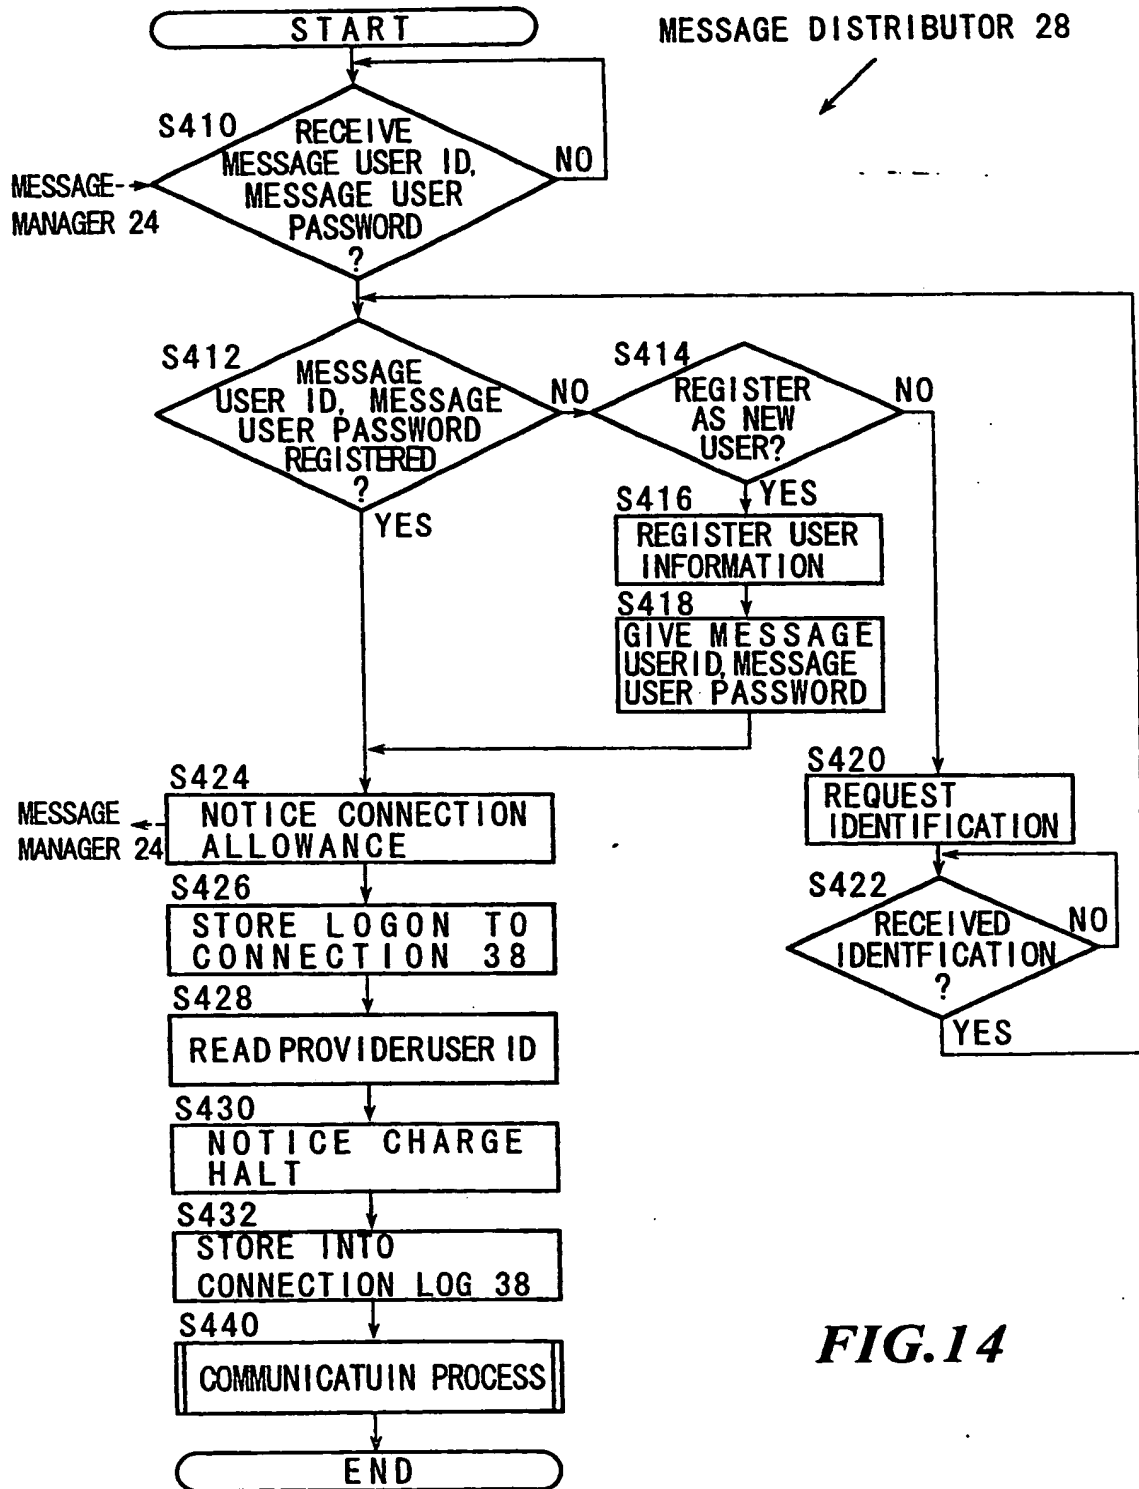 START
MESSAGE DISTRIBUTOR 28
S410
RECEIVE
MESSAGE USER ID,
MESSAGE USER
PASSWORD
?
NO
MESSAGE
MANAGER 24
S412
MESSAGE
USER ID, MESSAGE
USER PASSWORD
REGISTERED
?
NO
YES
S414
REGISTER
AS NEW
USER?
NO
YES
S416
REGISTER USER
INFORMATION
S418
GIVE MESSAGE
USERID, MESSAGE
USER PASSWORD
S420
REQUEST
IDENTIFICATION
S422
RECEIVED
IDENTFICATION
?
NO
YES
S424
NOTICE CONNECTION
ALLOWANCE
MESSAGE
MANAGER 24
S426
STORE LOGON TO
CONNECTION 38
S428
READ PROVIDER USER ID
S430
NOTICE CHARGE
HALT
S432
STORE INTO
CONNECTION LOG 38
S440
COMMUNICATUIN PROCESS
END
FIG.14